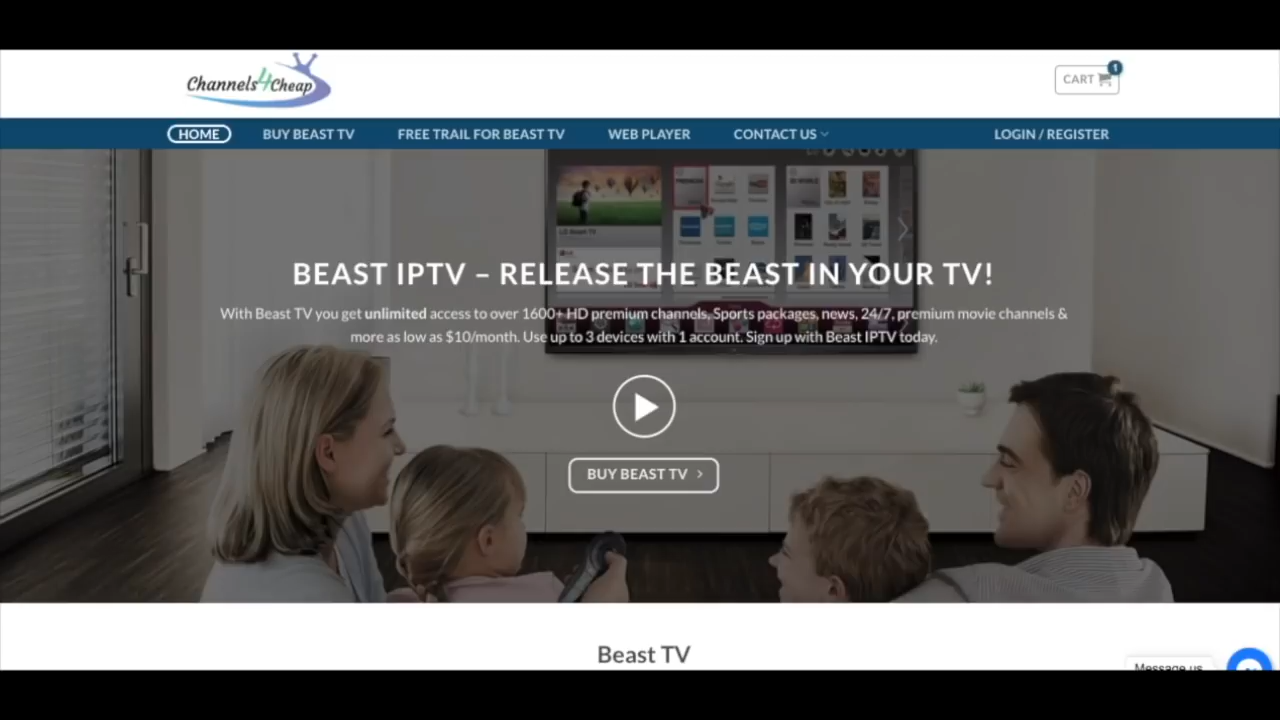 Channels4Cheap
CART 1
HOME BUY BEAST TV FREE TRAIL FOR BEAST TV WEB PLAYER CONTACT US LOGIN / REGISTER
BEAST IPTV – RELEASE THE BEAST IN YOUR TV!
With Beast TV you get unlimited access to over 1600+ HD premium channels, Sports packages, news, 24/7, premium movie channels &
more as low as $10/month. Use up to 3 devices with 1 account. Sign up with Beast IPTV today.
BUY BEAST TV
Beast TV
Message us